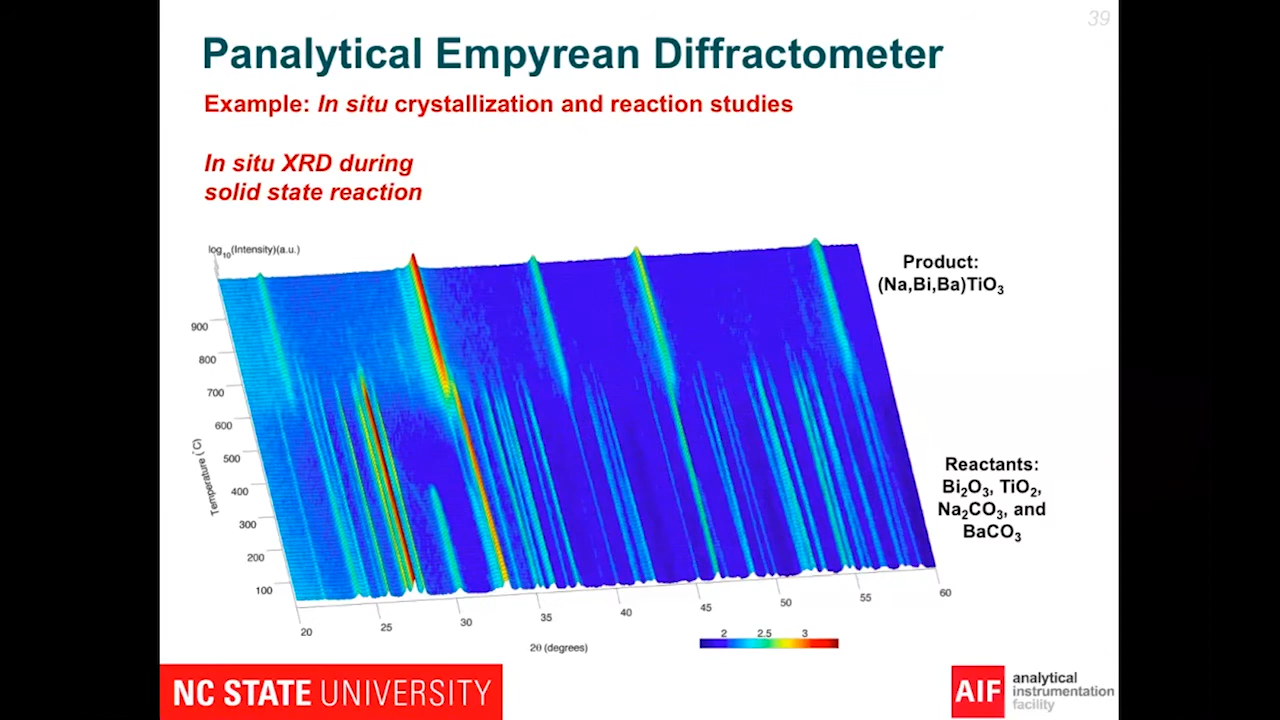 39
Panalytical Empyrean Diffractometer
Example: In situ crystallization and reaction studies
In situ XRD during
solid state reaction
log₁₀(Intensity)(a.u.)
Product:
(Na,Bi,Ba)TiO₃
900
800
700
600
500
400
300
200
100
Temperature (°C)
Reactants:
Bi₂O₃, TiO₂,
Na₂CO₃, and
BaCO₃
20 25 30 35 40 45 50 55 60
2θ (degrees)
2 2.5 3
NC STATE UNIVERSITY
AIF
analytical
instrumentation
facility